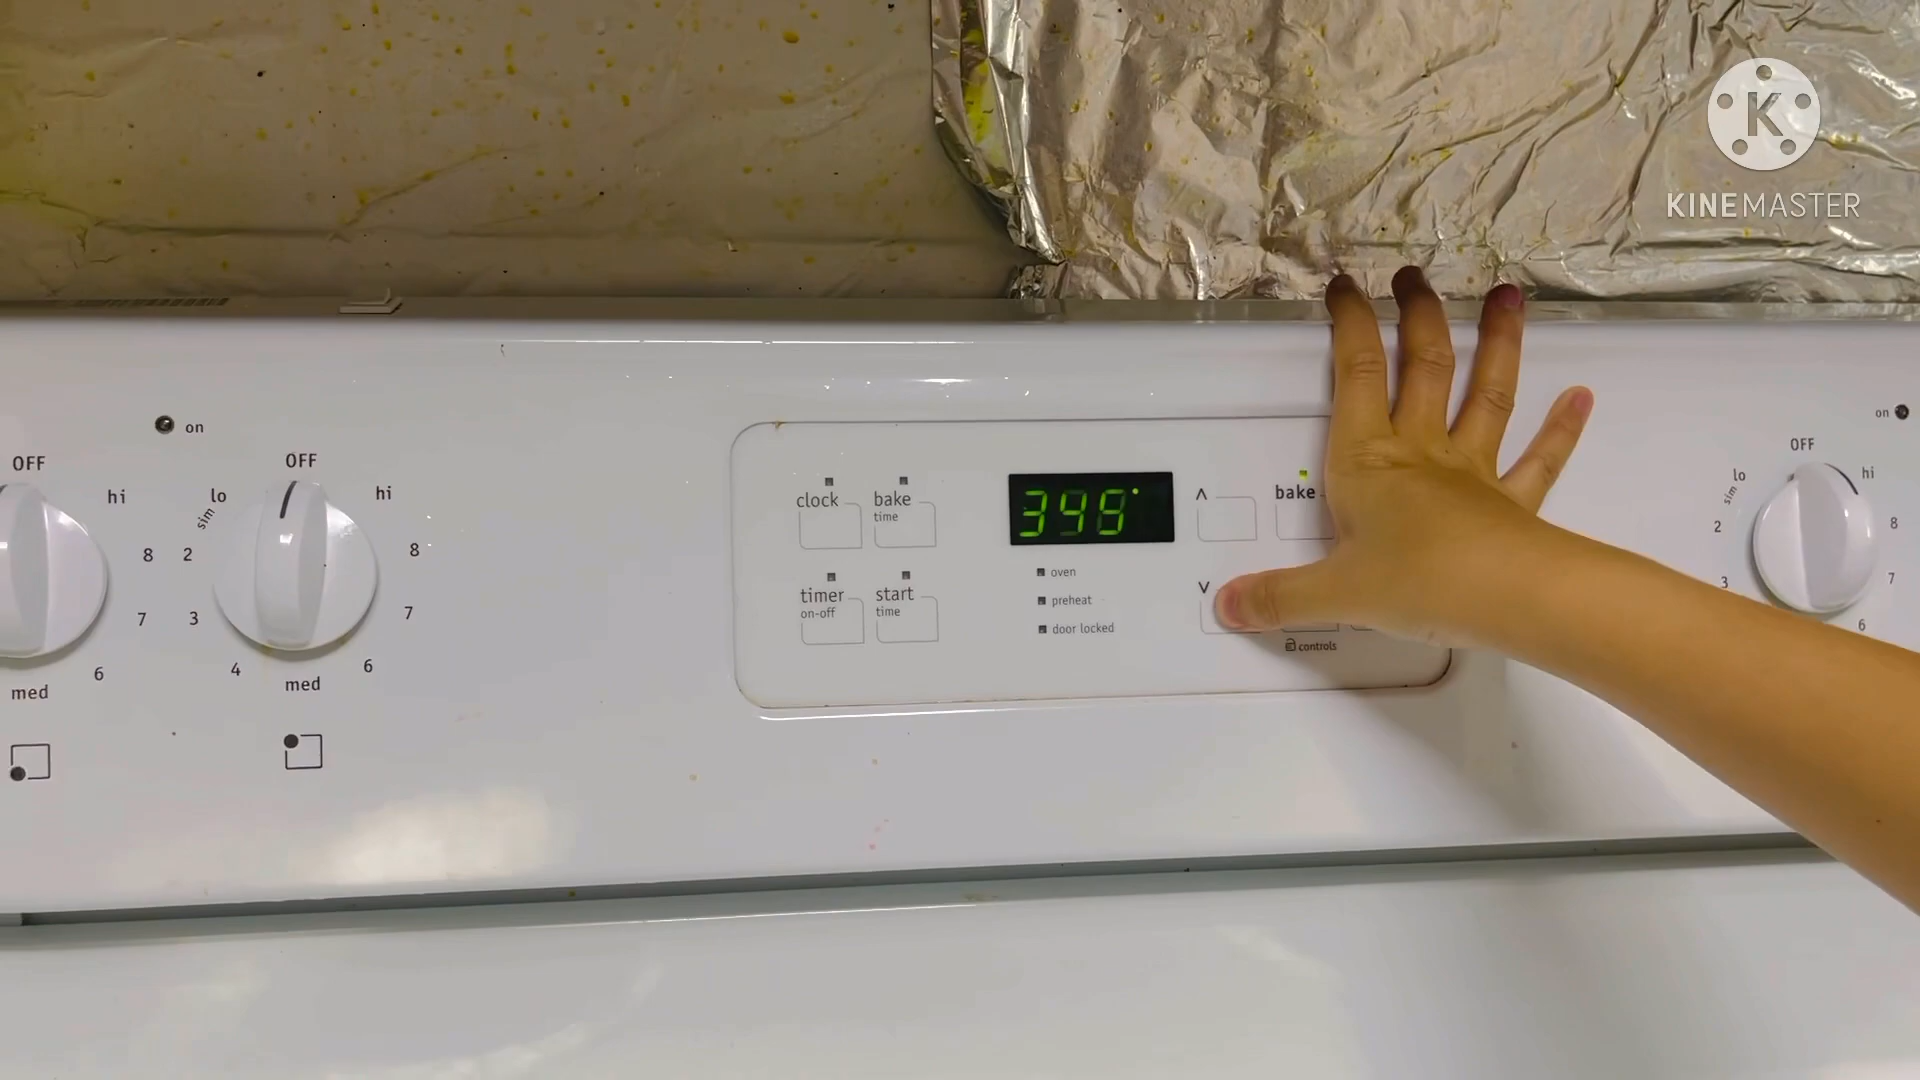 KINEMASTER
on
OFF
hi
8
7
6
med
OFF
lo
sim
2
3
4
med
6
7
8
hi
clock
bake
time
timer
on-off
start
time
oven
preheat
door locked
^
bake
v
controls
on
OFF
lo
sim
2
3
hi
8
7
6